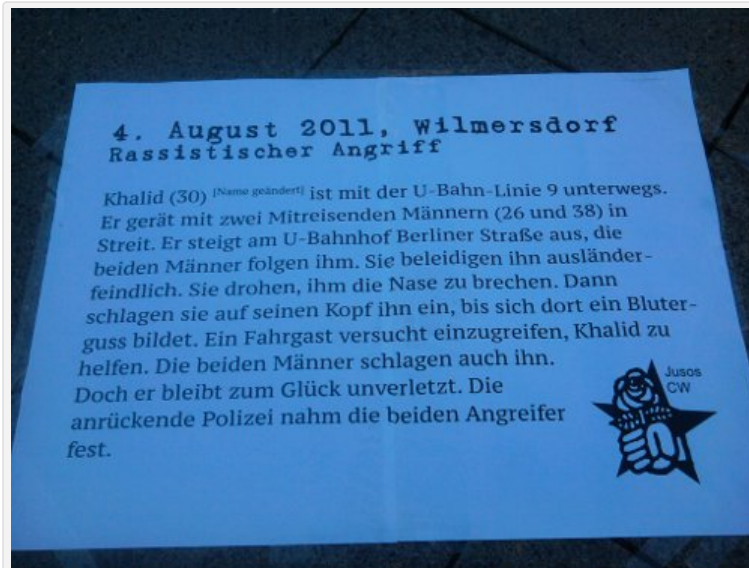 4. August 2011, Wilmersdorf
Rassistischer Angriff
Khalid (30) [Name geändert] ist mit der U-Bahn-Linie 9 unterwegs.
Er gerät mit zwei Mitreisenden Männern (26 und 38) in
Streit. Er steigt am U-Bahnhof Berliner Straße aus, die
beiden Männer folgen ihm. Sie beleidigen ihn ausländer-
feindlich. Sie drohen, ihm die Nase zu brechen. Dann
schlagen sie auf seinen Kopf ihn ein, bis sich dort ein Bluter-
guss bildet. Ein Fahrgast versucht einzugreifen, Khalid zu
helfen. Die beiden Männer schlagen auch ihn.
Doch er bleibt zum Glück unverletzt. Die
anrückende Polizei nahm die beiden Angreifer
fest.
Jusos
CW